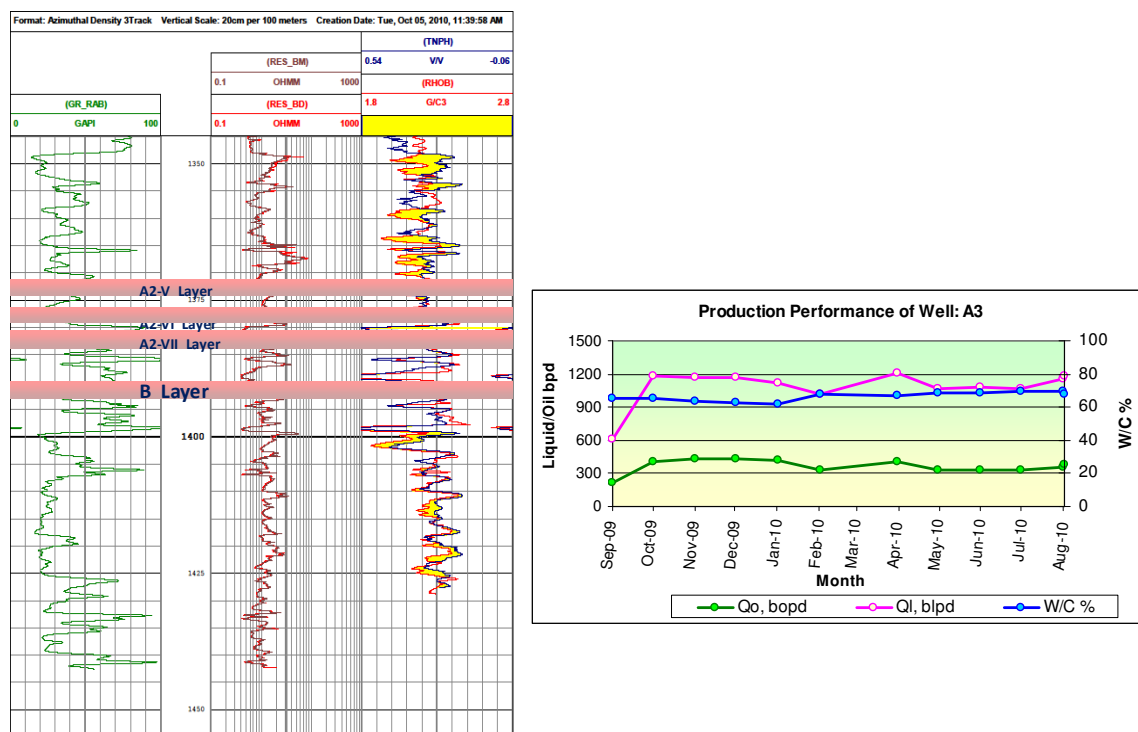 Format: Azimuthal Density 3Track Vertical Scale: 20cm per 100 meters Creation Date: Tue, Oct 05, 2010, 11:39:58 AM
(TNPH)
0.54 V/V -0.06
(RES_BM)
0.1 OHMM 1000
(RHOB)
1.8 G/C3 2.8
(GR_RAB)
0 GAPI 100
(RES_BD)
0.1 OHMM 1000
1350
A2-V Layer
1375
A2-VI Layer
A2-VII Layer
B Layer
1400
1425
1450
Production Performance of Well: A3
Liquid/Oil bpd
1500
1200
900
600
300
0
100
80
60
40
20
0
W/C %
Sep-09
Oct-09
Nov-09
Dec-09
Jan-10
Feb-10
Mar-10
Apr-10
May-10
Jun-10
Jul-10
Aug-10
Month
Qo, bopd Ql, blpd W/C %